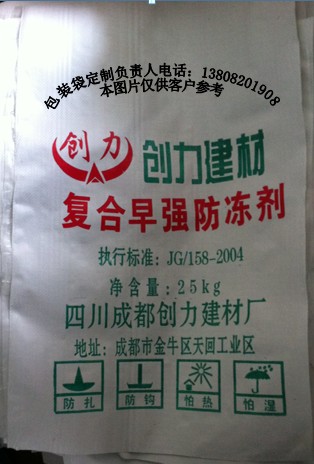 包装袋定制负责人电话：13808201908
本图片仅供客户参考
创力
创力建材
复合早强防冻剂
执行标准：JG/158-2004
净含量：25kg
四川成都创力建材厂
地址：成都市金牛区天回工业区
防扎 防钩 怕热 怕湿